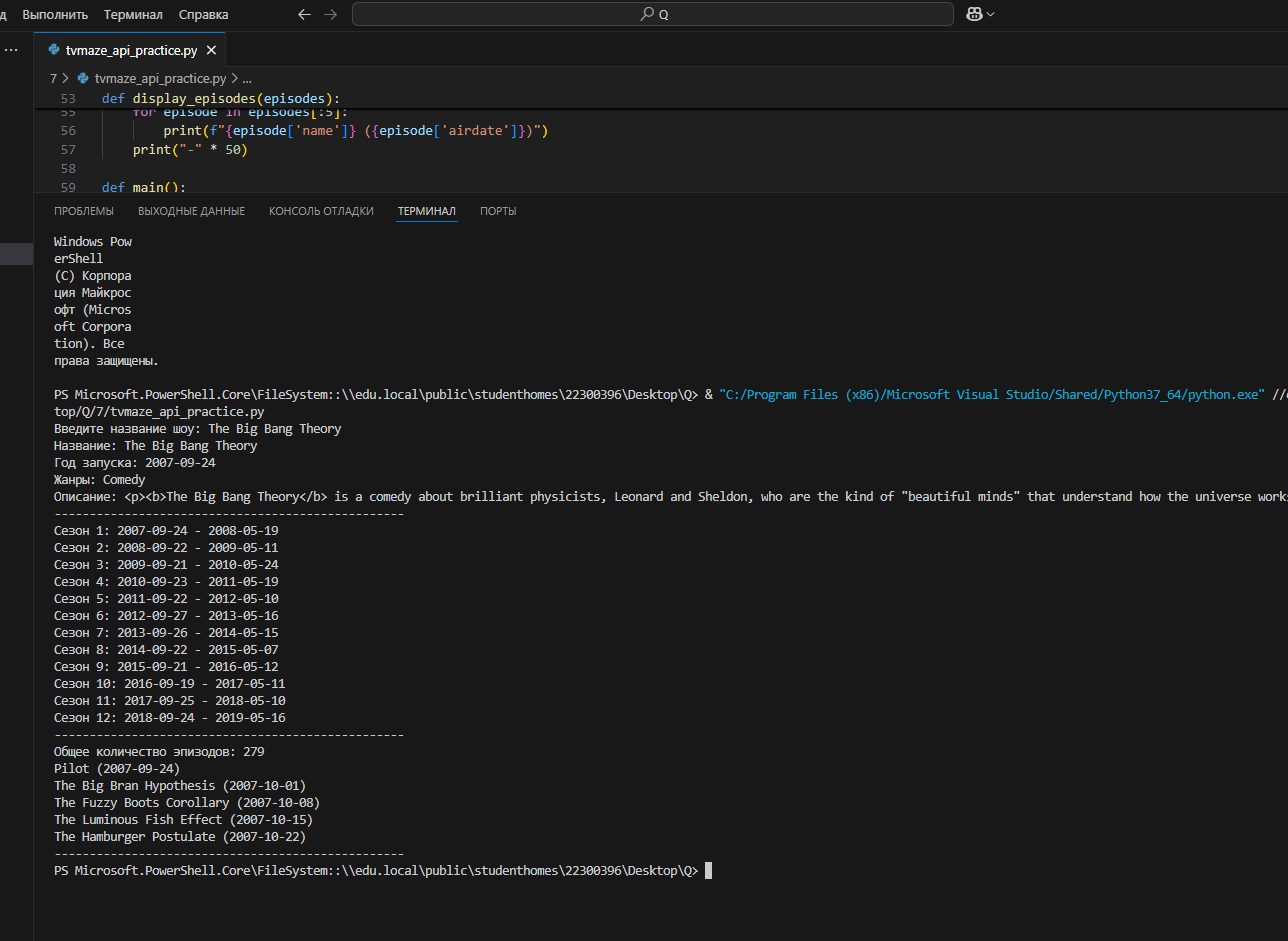 Выполнить Терминал Справка
Q
tvmaze_api_practice.py
7 > tvmaze_api_practice.py > ...
53 def display_episodes(episodes):
55 for episode in episodes[:5]:
56 print(f"{episode['name']} ({episode['airdate']})")
57 print("-" * 50)
58
59 def main():
ПРОБЛЕМЫ ВЫХОДНЫЕ ДАННЫЕ КОНСОЛЬ ОТЛАДКИ ТЕРМИНАЛ ПОРТЫ
Windows Pow
erShell
(C) Корпора
ция Майкрос
офт (Micros
oft Corpora
tion). Все
права защищены.
PS Microsoft.PowerShell.Core\FileSystem::\\edu.local\public\studenthomes\22300396\Desktop\Q> & "C:/Program Files (x86)/Microsoft Visual Studio/Shared/Python37_64/python.exe" //
top/Q/7/tvmaze_api_practice.py
Введите название шоу: The Big Bang Theory
Название: The Big Bang Theory
Год запуска: 2007-09-24
Жанры: Comedy
Описание: <p><b>The Big Bang Theory</b> is a comedy about brilliant physicists, Leonard and Sheldon, who are the kind of "beautiful minds" that understand how the universe work
--------------------------------------------------
Сезон 1: 2007-09-24 - 2008-05-19
Сезон 2: 2008-09-22 - 2009-05-11
Сезон 3: 2009-09-21 - 2010-05-24
Сезон 4: 2010-09-23 - 2011-05-19
Сезон 5: 2011-09-22 - 2012-05-10
Сезон 6: 2012-09-27 - 2013-05-16
Сезон 7: 2013-09-26 - 2014-05-15
Сезон 8: 2014-09-22 - 2015-05-07
Сезон 9: 2015-09-21 - 2016-05-12
Сезон 10: 2016-09-19 - 2017-05-11
Сезон 11: 2017-09-25 - 2018-05-10
Сезон 12: 2018-09-24 - 2019-05-16
--------------------------------------------------
Общее количество эпизодов: 279
Pilot (2007-09-24)
The Big Bran Hypothesis (2007-10-01)
The Fuzzy Boots Corollary (2007-10-08)
The Luminous Fish Effect (2007-10-15)
The Hamburger Postulate (2007-10-22)
--------------------------------------------------
PS Microsoft.PowerShell.Core\FileSystem::\\edu.local\public\studenthomes\22300396\Desktop\Q>